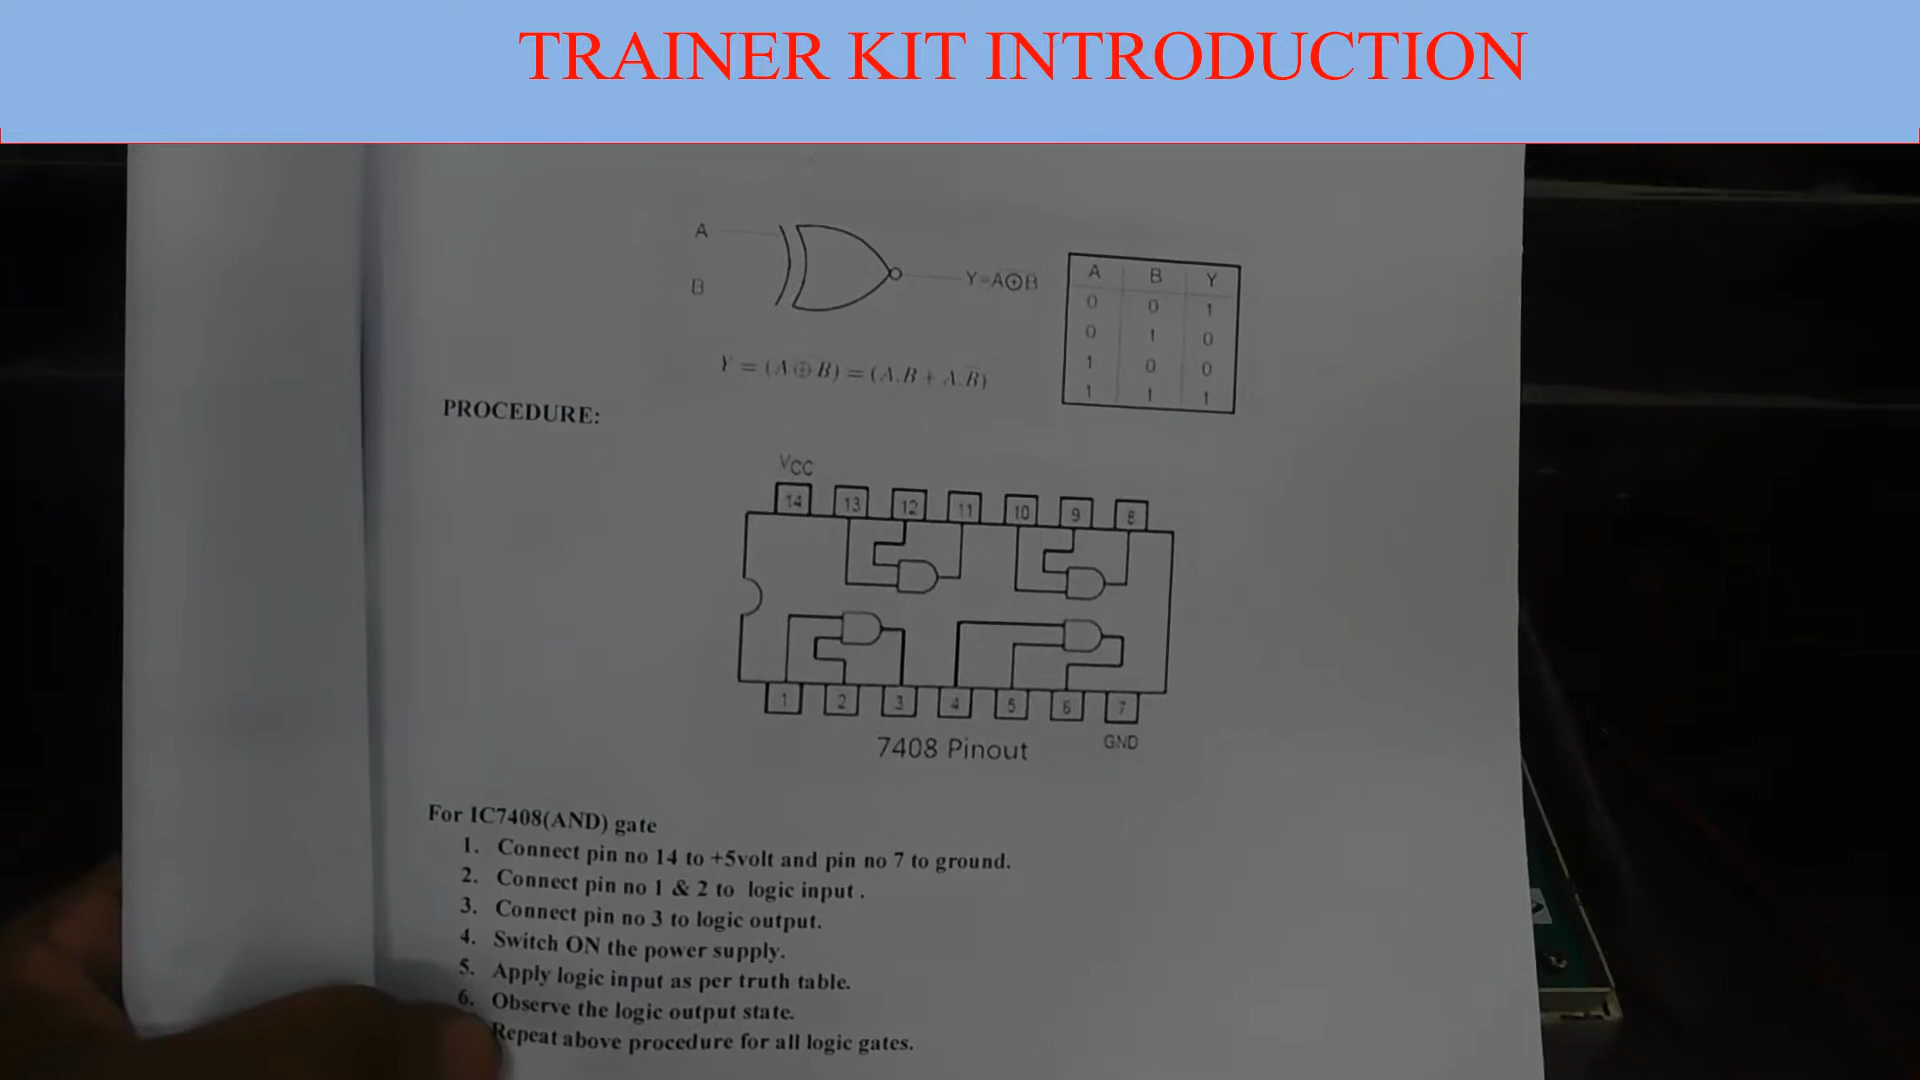 TRAINER KIT INTRODUCTION
A
B
Y=A⊙B
A B Y
0 0 1
0 1 0
1 0 0
1 1 1
Y = (A⊕B) = (A.B + A.B̅)
PROCEDURE:
VCC
14 13 12 11 10 9 8
1 2 3 4 5 6 7
GND
7408 Pinout
For IC7408(AND) gate
1. Connect pin no 14 to +5volt and pin no 7 to ground.
2. Connect pin no 1 & 2 to logic input .
3. Connect pin no 3 to logic output.
4. Switch ON the power supply.
5. Apply logic input as per truth table.
6. Observe the logic output state.
Repeat above procedure for all logic gates.